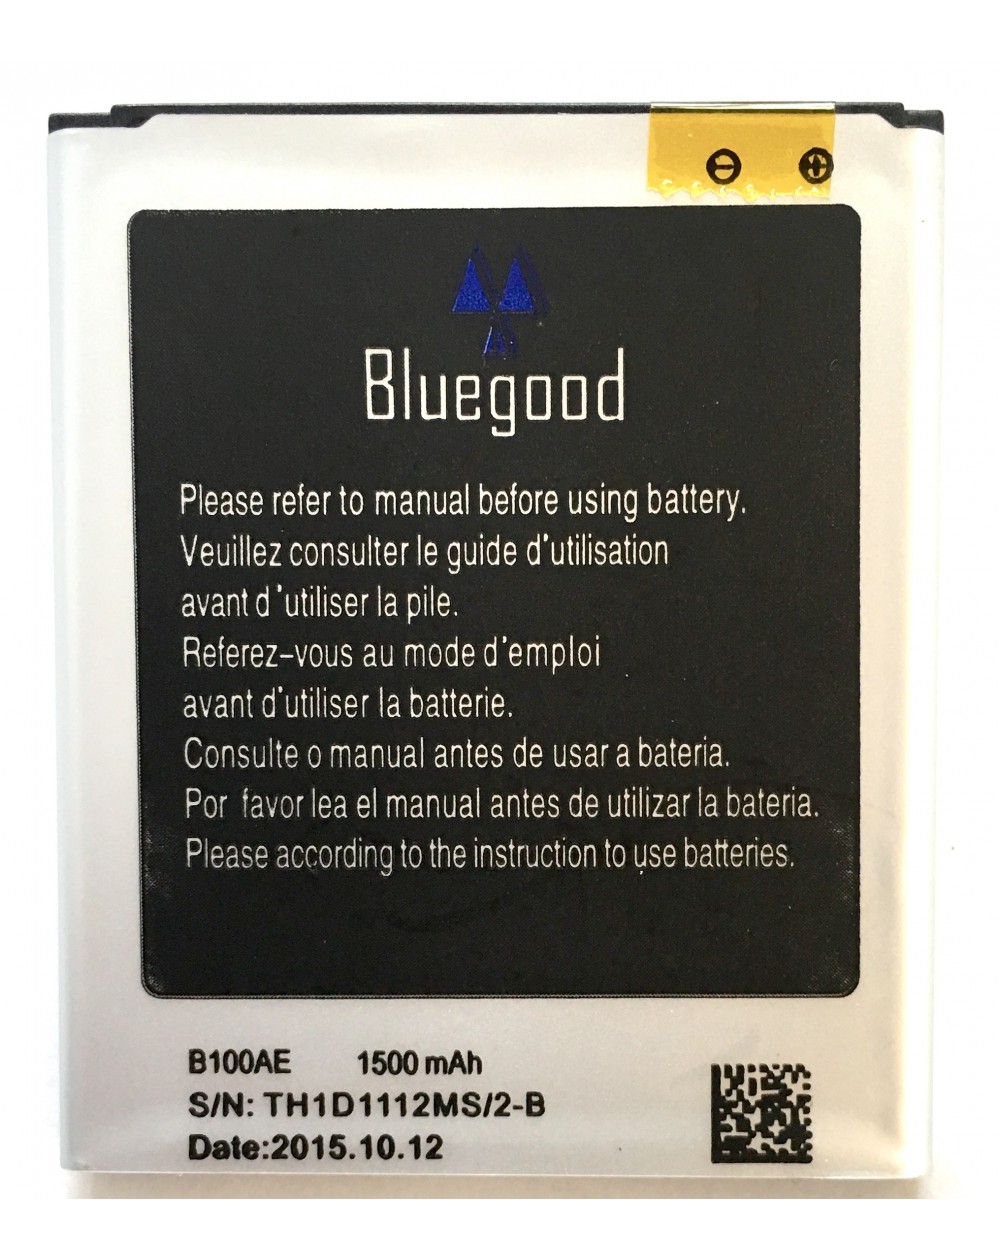 ⊖ ⊕
Bluegood
Please refer to manual before using battery.
Veuillez consulter le guide d'utilisation
avant d'utiliser la pile.
Referez-vous au mode d'emploi
avant d'utiliser la batterie.
Consulte o manual antes de usar a bateria.
Por favor lea el manual antes de utilizar la bateria.
Please according to the instruction to use batteries.
B100AE 1500 mAh
S/N: TH1D1112MS/2-B
Date:2015.10.12